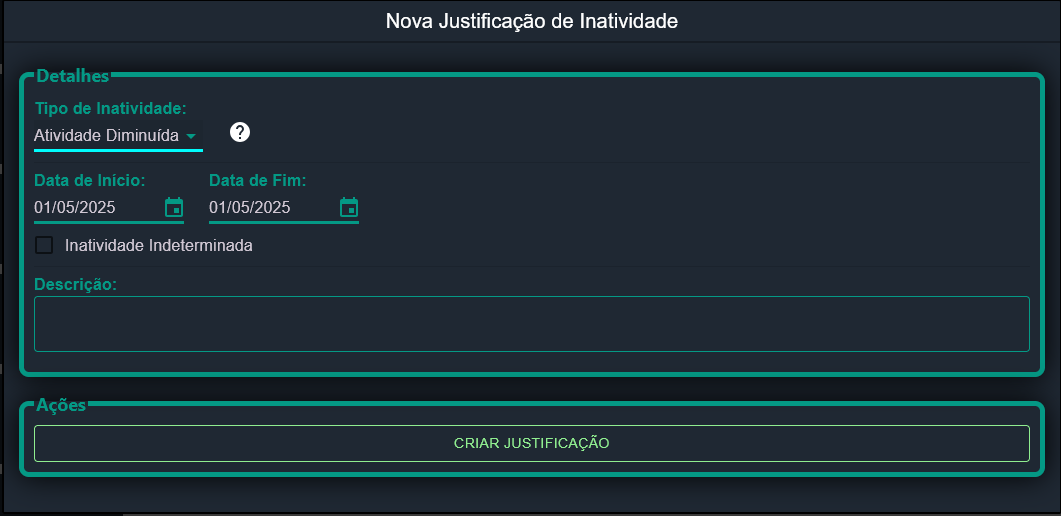 Nova Justificação de Inatividade
Detalhes
Tipo de Inatividade:
Atividade Diminuída
?
Data de Início: Data de Fim:
01/05/2025 01/05/2025
Inatividade Indeterminada
Descrição:
Ações
CRIAR JUSTIFICAÇÃO